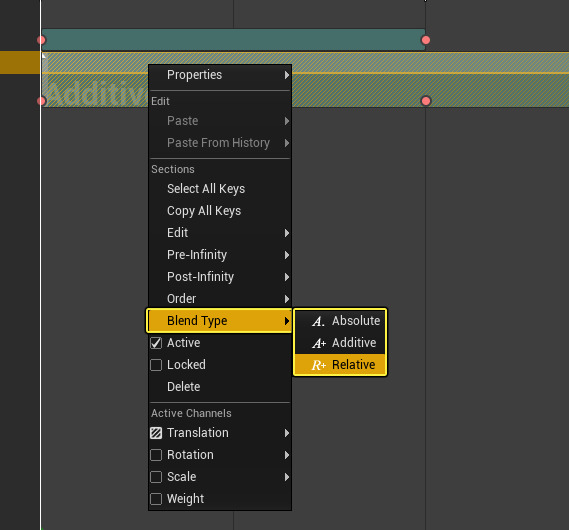 Additive
Properties
Edit
Paste
Paste From History
Sections
Select All Keys
Copy All Keys
Edit
Pre-Infinity
Post-Infinity
Order
Blend Type
A. Absolute
A+ Additive
R+ Relative
Active
Locked
Delete
Active Channels
Translation
Rotation
Scale
Weight